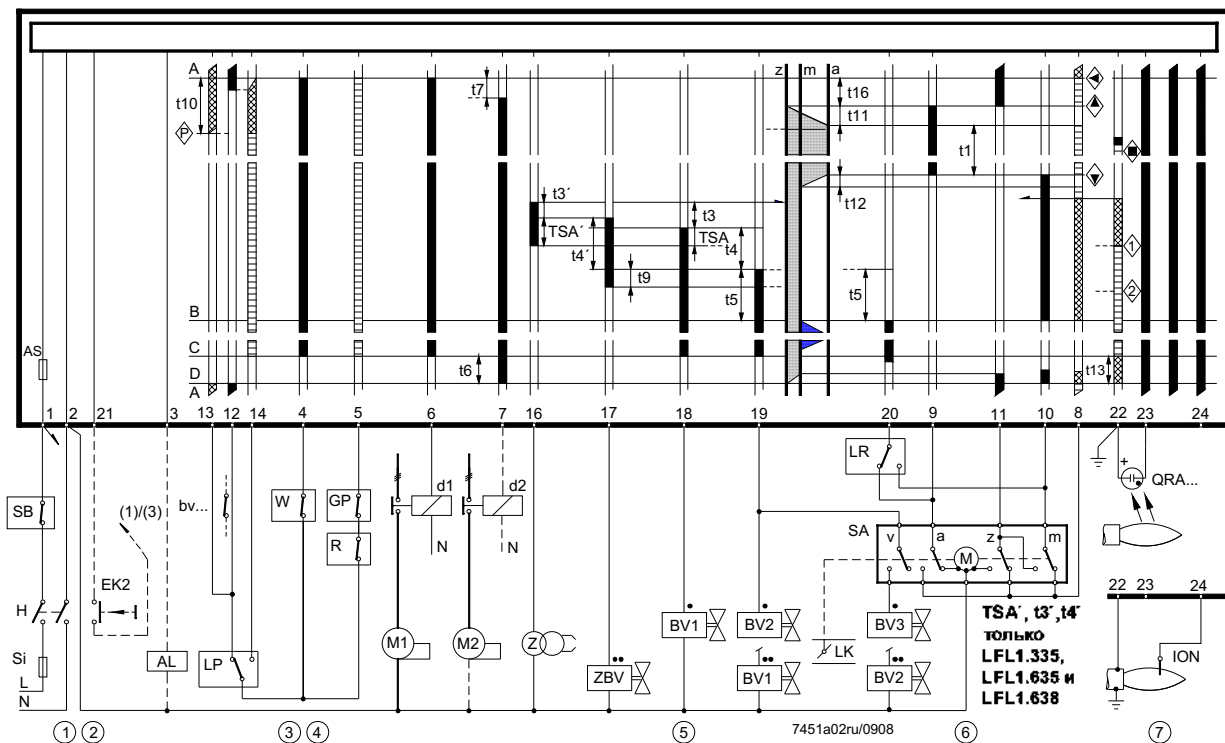 A
z m a
t7
t16
t10
P
t11
t1
t12
t3´
t3
TSA´
TSA
t4
t4´
1
t9
t5
t5
2
B
AS
C
t6
D
A
t13
1 2 21 3 13 12 14 4 5 6 7 16 17 18 19 20 9 11 10 8 22 23 24
LR
+
QRA...
SB
(1)/(3)
bv...
W
GP
d1
d2
SA
v a z m
R
N
N
M
EK2
22 23 24
H
BV1
BV2
BV3
TSA´, t3´,t4´
только
LFL1.335,
LFL1.635 и
LFL1.638
M1
M2
Z
LK
AL
LP
ION
Si
L
ZBV
BV1
BV2
N
1 2 3 4 5 7451a02ru/0908 6 7